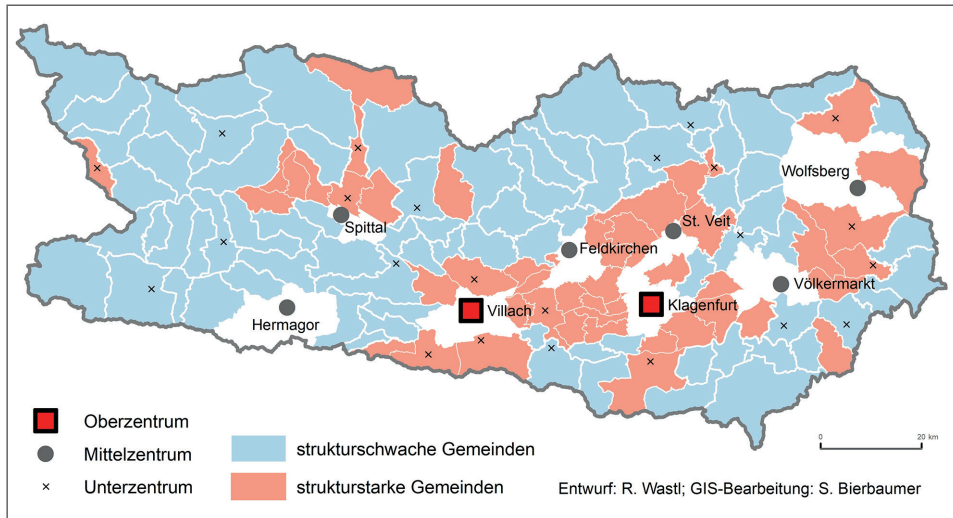 Wolfsberg
Spittal
St. Veit
Feldkirchen
Völkermarkt
Villach
Klagenfurt
Hermagor
Oberzentrum
Mittelzentrum
Unterzentrum
strukturschwache Gemeinden
strukturstarke Gemeinden
0 20 km
Entwurf: R. Wastl; GIS-Bearbeitung: S. Bierbaumer